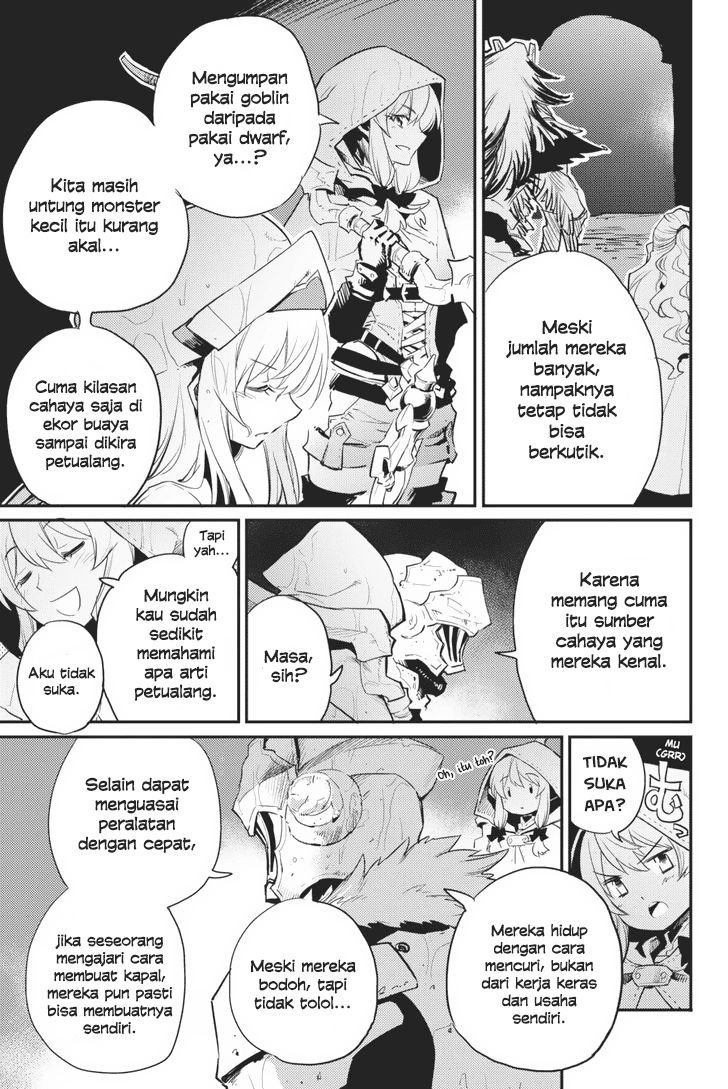 Meski
jumlah mereka
banyak,
nampaknya
tetap tidak
bisa
berkutik.
Mengumpan
pakai goblin
daripada
pakai dwarf,
ya...?
Kita masih
untung monster
kecil itu kurang
akal...
Cuma kilasan
cahaya saja di
ekor buaya
sampai dikira
petualang.
Karena
memang cuma
itu sumber
cahaya yang
mereka kenal.
Masa,
sih?
Tapi
yah...
Mungkin
kau sudah
sedikit
memahami
apa arti
petualang.
Aku tidak
suka.
MU
(GRR)
む
TIDAK
SUKA
APA?
Oh, itu toh?
Mereka hidup
dengan cara
mencuri, bukan
dari kerja keras
dan usaha
sendiri.
Meski mereka
bodoh, tapi
tidak tolol...
Selain dapat
menguasai
peralatan
dengan cepat,
jika seseorang
mengajari cara
membuat kapal,
mereka pun pasti
bisa membuatnya
sendiri.